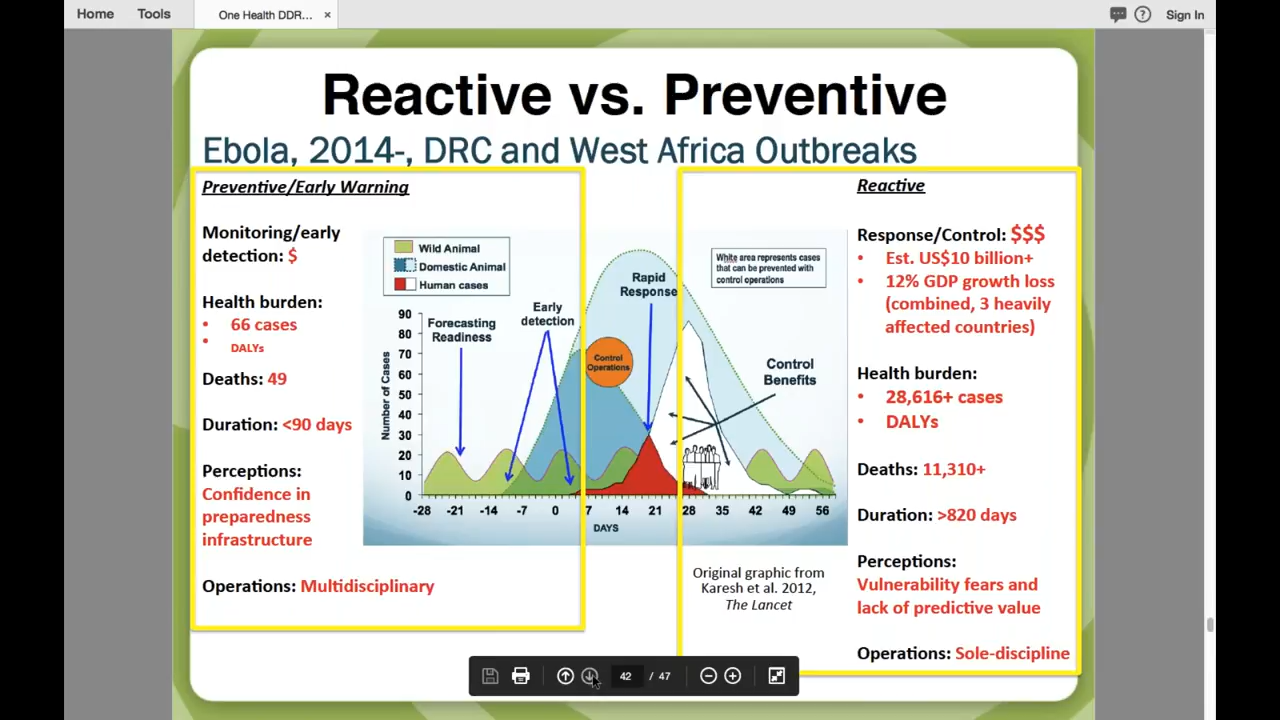 Home Tools One Health DDR... × Sign In
Reactive vs. Preventive
Ebola, 2014-, DRC and West Africa Outbreaks
Preventive/Early Warning
Monitoring/early
detection: $
Health burden:
• 66 cases
• DALYs
Deaths: 49
Duration: <90 days
Perceptions:
Confidence in
preparedness
infrastructure
Operations: Multidisciplinary
Wild Animal
Domestic Animal
Human cases
Forecasting
Readiness
Early
detection
Control
Operations
Rapid
Response
White area represents cases
that can be prevented with
control operations
Control
Benefits
Number of Cases
90
80
70
60
50
40
30
20
10
0
-28 -21 -14 -7 0 7 14 21 28 35 42 49 56
DAYS
Original graphic from
Karesh et al. 2012,
The Lancet
Reactive
Response/Control: $$$
• Est. US$10 billion+
• 12% GDP growth loss
(combined, 3 heavily
affected countries)
Health burden:
• 28,616+ cases
• DALYs
Deaths: 11,310+
Duration: >820 days
Perceptions:
Vulnerability fears and
lack of predictive value
Operations: Sole-discipline
42 / 47